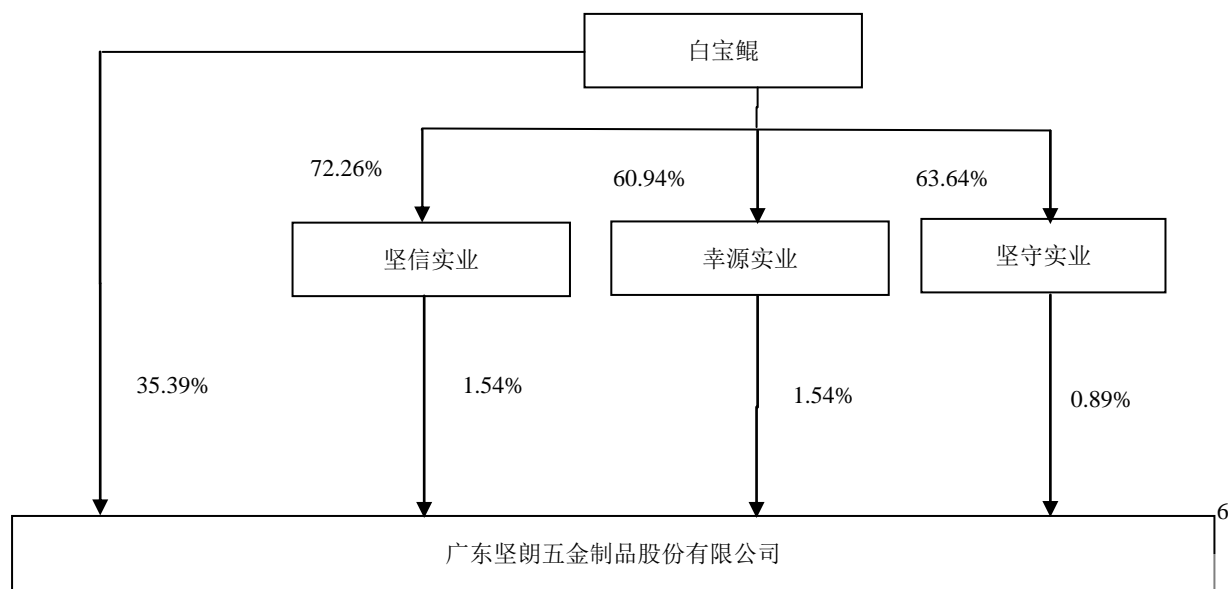 白宝鲲
72.26%
60.94%
63.64%
坚信实业
幸源实业
坚守实业
35.39%
1.54%
1.54%
0.89%
6
广东坚朗五金制品股份有限公司